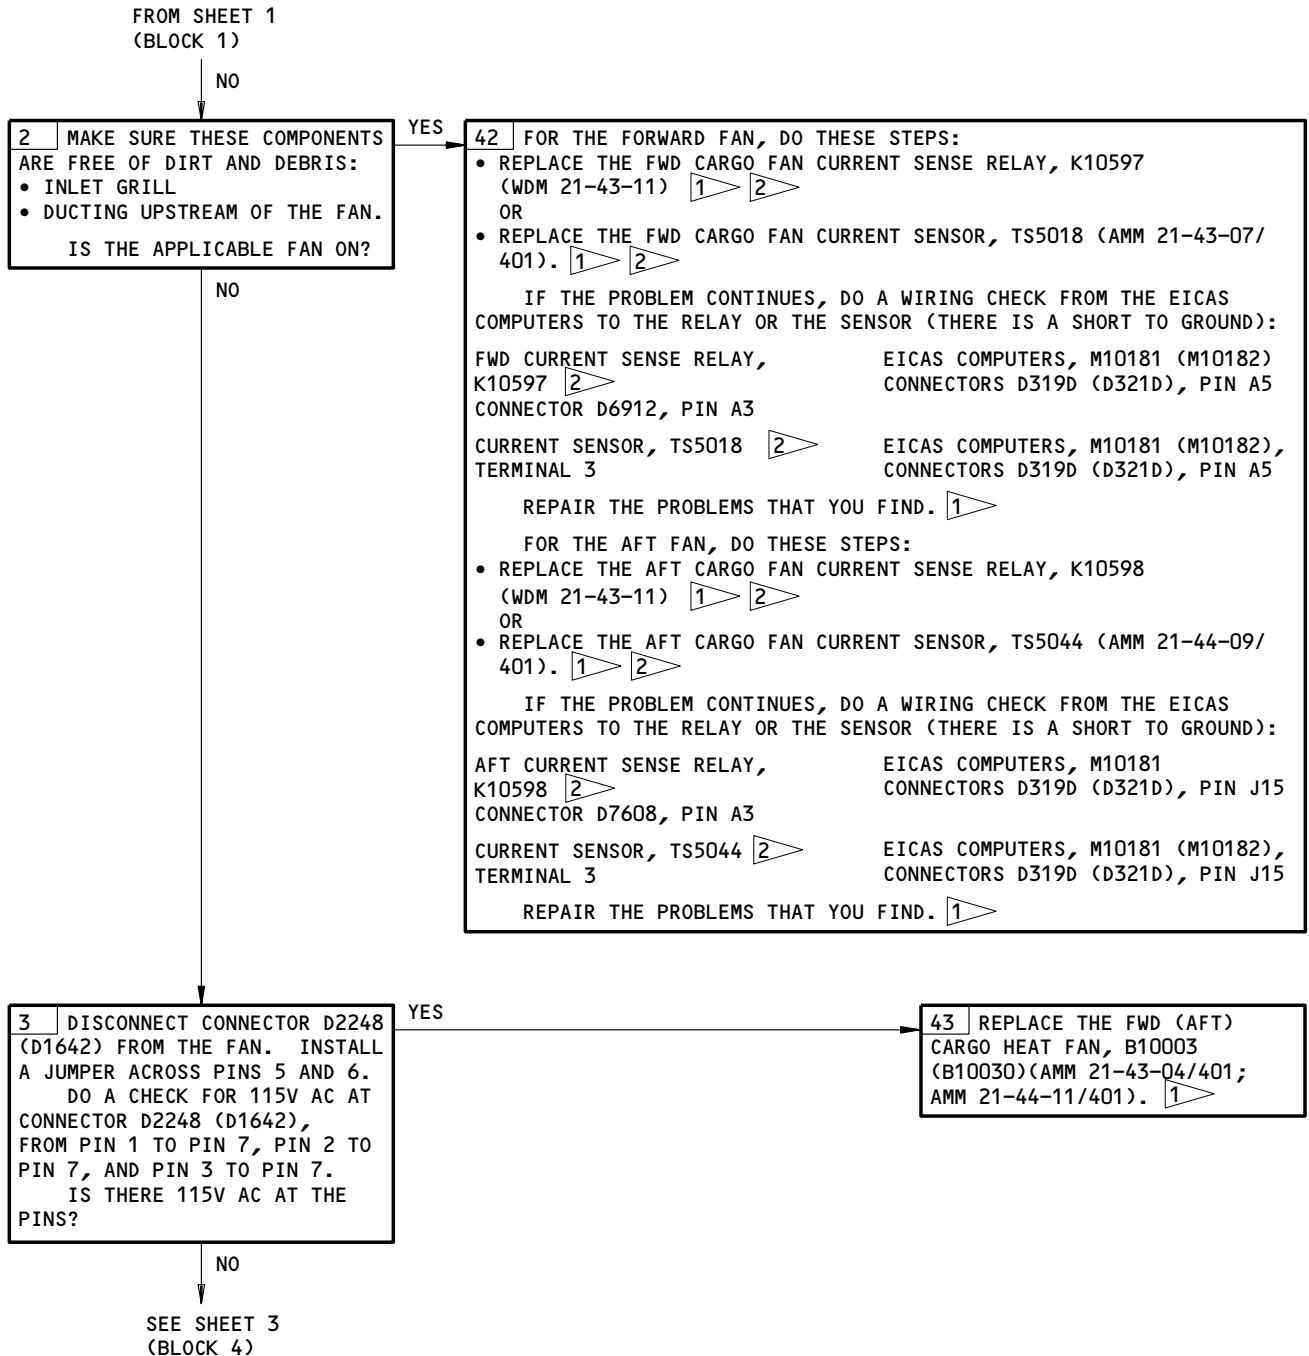 FROM SHEET 1
(BLOCK 1)
NO
2 MAKE SURE THESE COMPONENTS
ARE FREE OF DIRT AND DEBRIS:
• INLET GRILL
• DUCTING UPSTREAM OF THE FAN.
IS THE APPLICABLE FAN ON?
YES
NO
42 FOR THE FORWARD FAN, DO THESE STEPS:
• REPLACE THE FWD CARGO FAN CURRENT SENSE RELAY, K10597
(WDM 21-43-11) 1 2
OR
• REPLACE THE FWD CARGO FAN CURRENT SENSOR, TS5018 (AMM 21-43-07/
401). 1 2
IF THE PROBLEM CONTINUES, DO A WIRING CHECK FROM THE EICAS
COMPUTERS TO THE RELAY OR THE SENSOR (THERE IS A SHORT TO GROUND):
FWD CURRENT SENSE RELAY, EICAS COMPUTERS, M10181 (M10182)
K10597 2 CONNECTORS D319D (D321D), PIN A5
CONNECTOR D6912, PIN A3
CURRENT SENSOR, TS5018 2 EICAS COMPUTERS, M10181 (M10182),
TERMINAL 3 CONNECTORS D319D (D321D), PIN A5
REPAIR THE PROBLEMS THAT YOU FIND. 1
FOR THE AFT FAN, DO THESE STEPS:
• REPLACE THE AFT CARGO FAN CURRENT SENSE RELAY, K10598
(WDM 21-43-11) 1 2
OR
• REPLACE THE AFT CARGO FAN CURRENT SENSOR, TS5044 (AMM 21-44-09/
401). 1 2
IF THE PROBLEM CONTINUES, DO A WIRING CHECK FROM THE EICAS
COMPUTERS TO THE RELAY OR THE SENSOR (THERE IS A SHORT TO GROUND):
AFT CURRENT SENSE RELAY, EICAS COMPUTERS, M10181
K10598 2 CONNECTORS D319D (D321D), PIN J15
CONNECTOR D7608, PIN A3
CURRENT SENSOR, TS5044 2 EICAS COMPUTERS, M10181 (M10182),
TERMINAL 3 CONNECTORS D319D (D321D), PIN J15
REPAIR THE PROBLEMS THAT YOU FIND. 1
3 DISCONNECT CONNECTOR D2248
(D1642) FROM THE FAN. INSTALL
A JUMPER ACROSS PINS 5 AND 6.
DO A CHECK FOR 115V AC AT
CONNECTOR D2248 (D1642),
FROM PIN 1 TO PIN 7, PIN 2 TO
PIN 7, AND PIN 3 TO PIN 7.
IS THERE 115V AC AT THE
PINS?
YES
43 REPLACE THE FWD (AFT)
CARGO HEAT FAN, B10003
(B10030)(AMM 21-43-04/401;
AMM 21-44-11/401). 1
NO
SEE SHEET 3
(BLOCK 4)